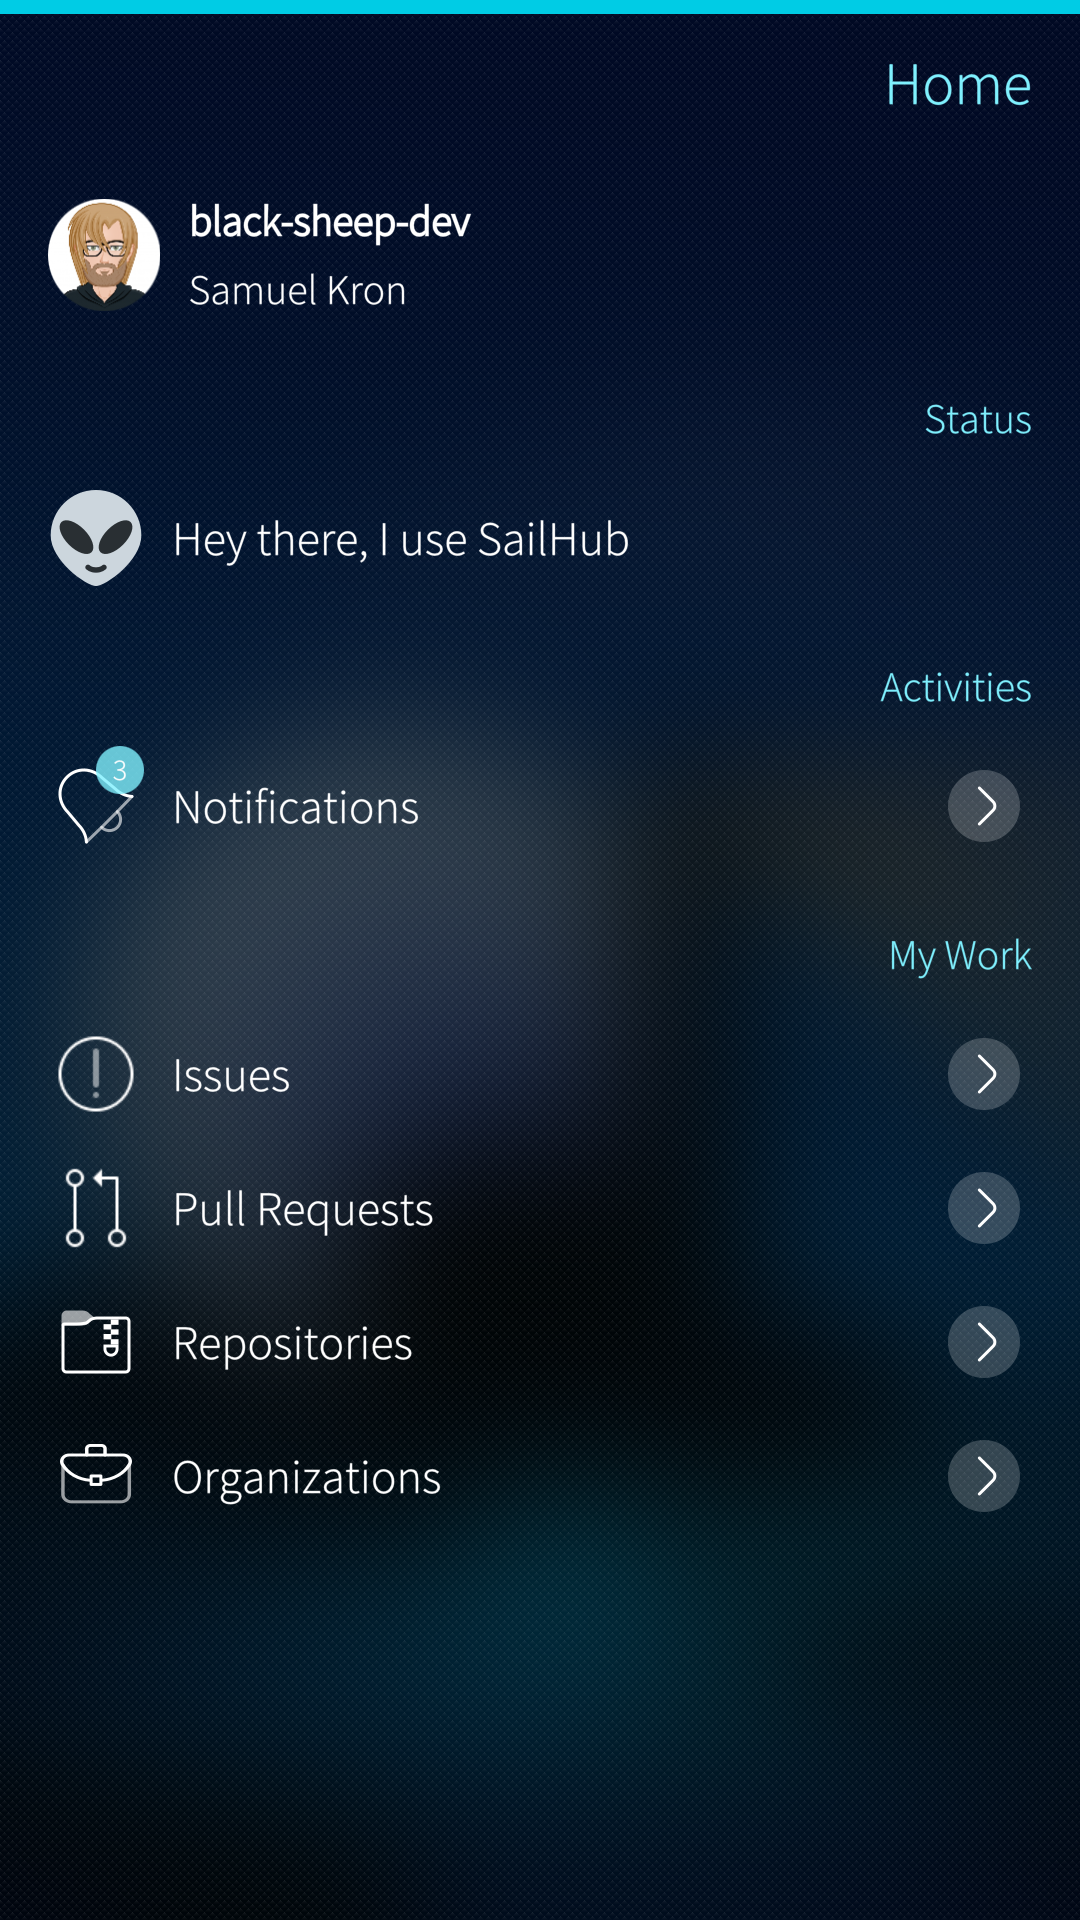 Home
black-sheep-dev
Samuel Kron
Status
Hey there, I use SailHub
Activities
3
Notifications
My Work
Issues
Pull Requests
Repositories
Organizations